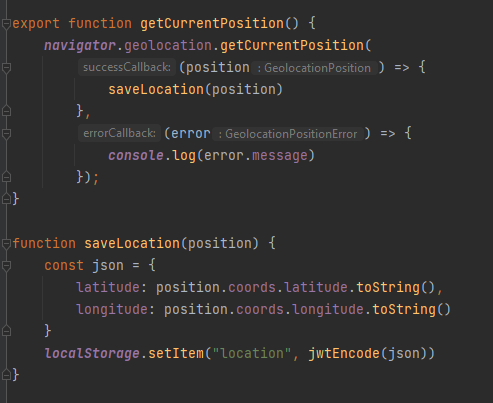 export function getCurrentPosition() {
navigator.geolocation.getCurrentPosition(
successCallback: (position : GeolocationPosition ) => {
saveLocation(position)
},
errorCallback: (error : GeolocationPositionError ) => {
console.log(error.message)
});
}
function saveLocation(position) {
const json = {
latitude: position.coords.latitude.toString(),
longitude: position.coords.longitude.toString()
}
localStorage.setItem("location", jwtEncode(json))
}